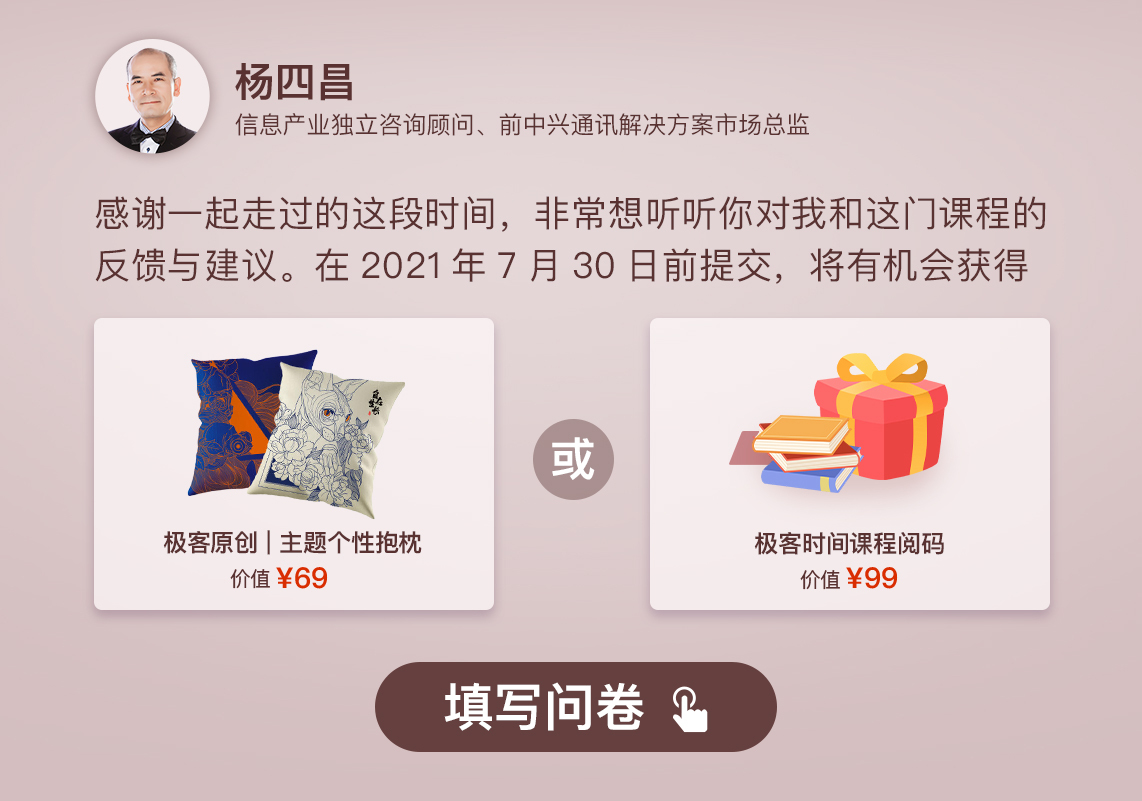 杨四昌
信息产业独立咨询顾问、前中兴通讯解决方案市场总监
感谢一起走过的这段时间，非常想听听你对我和这门课程的
反馈与建议。在 2021 年 7 月 30 日前提交，将有机会获得
极客原创 | 主题个性抱枕
价值 ¥69
或
极客时间课程阅码
价值 ¥99
填写问卷